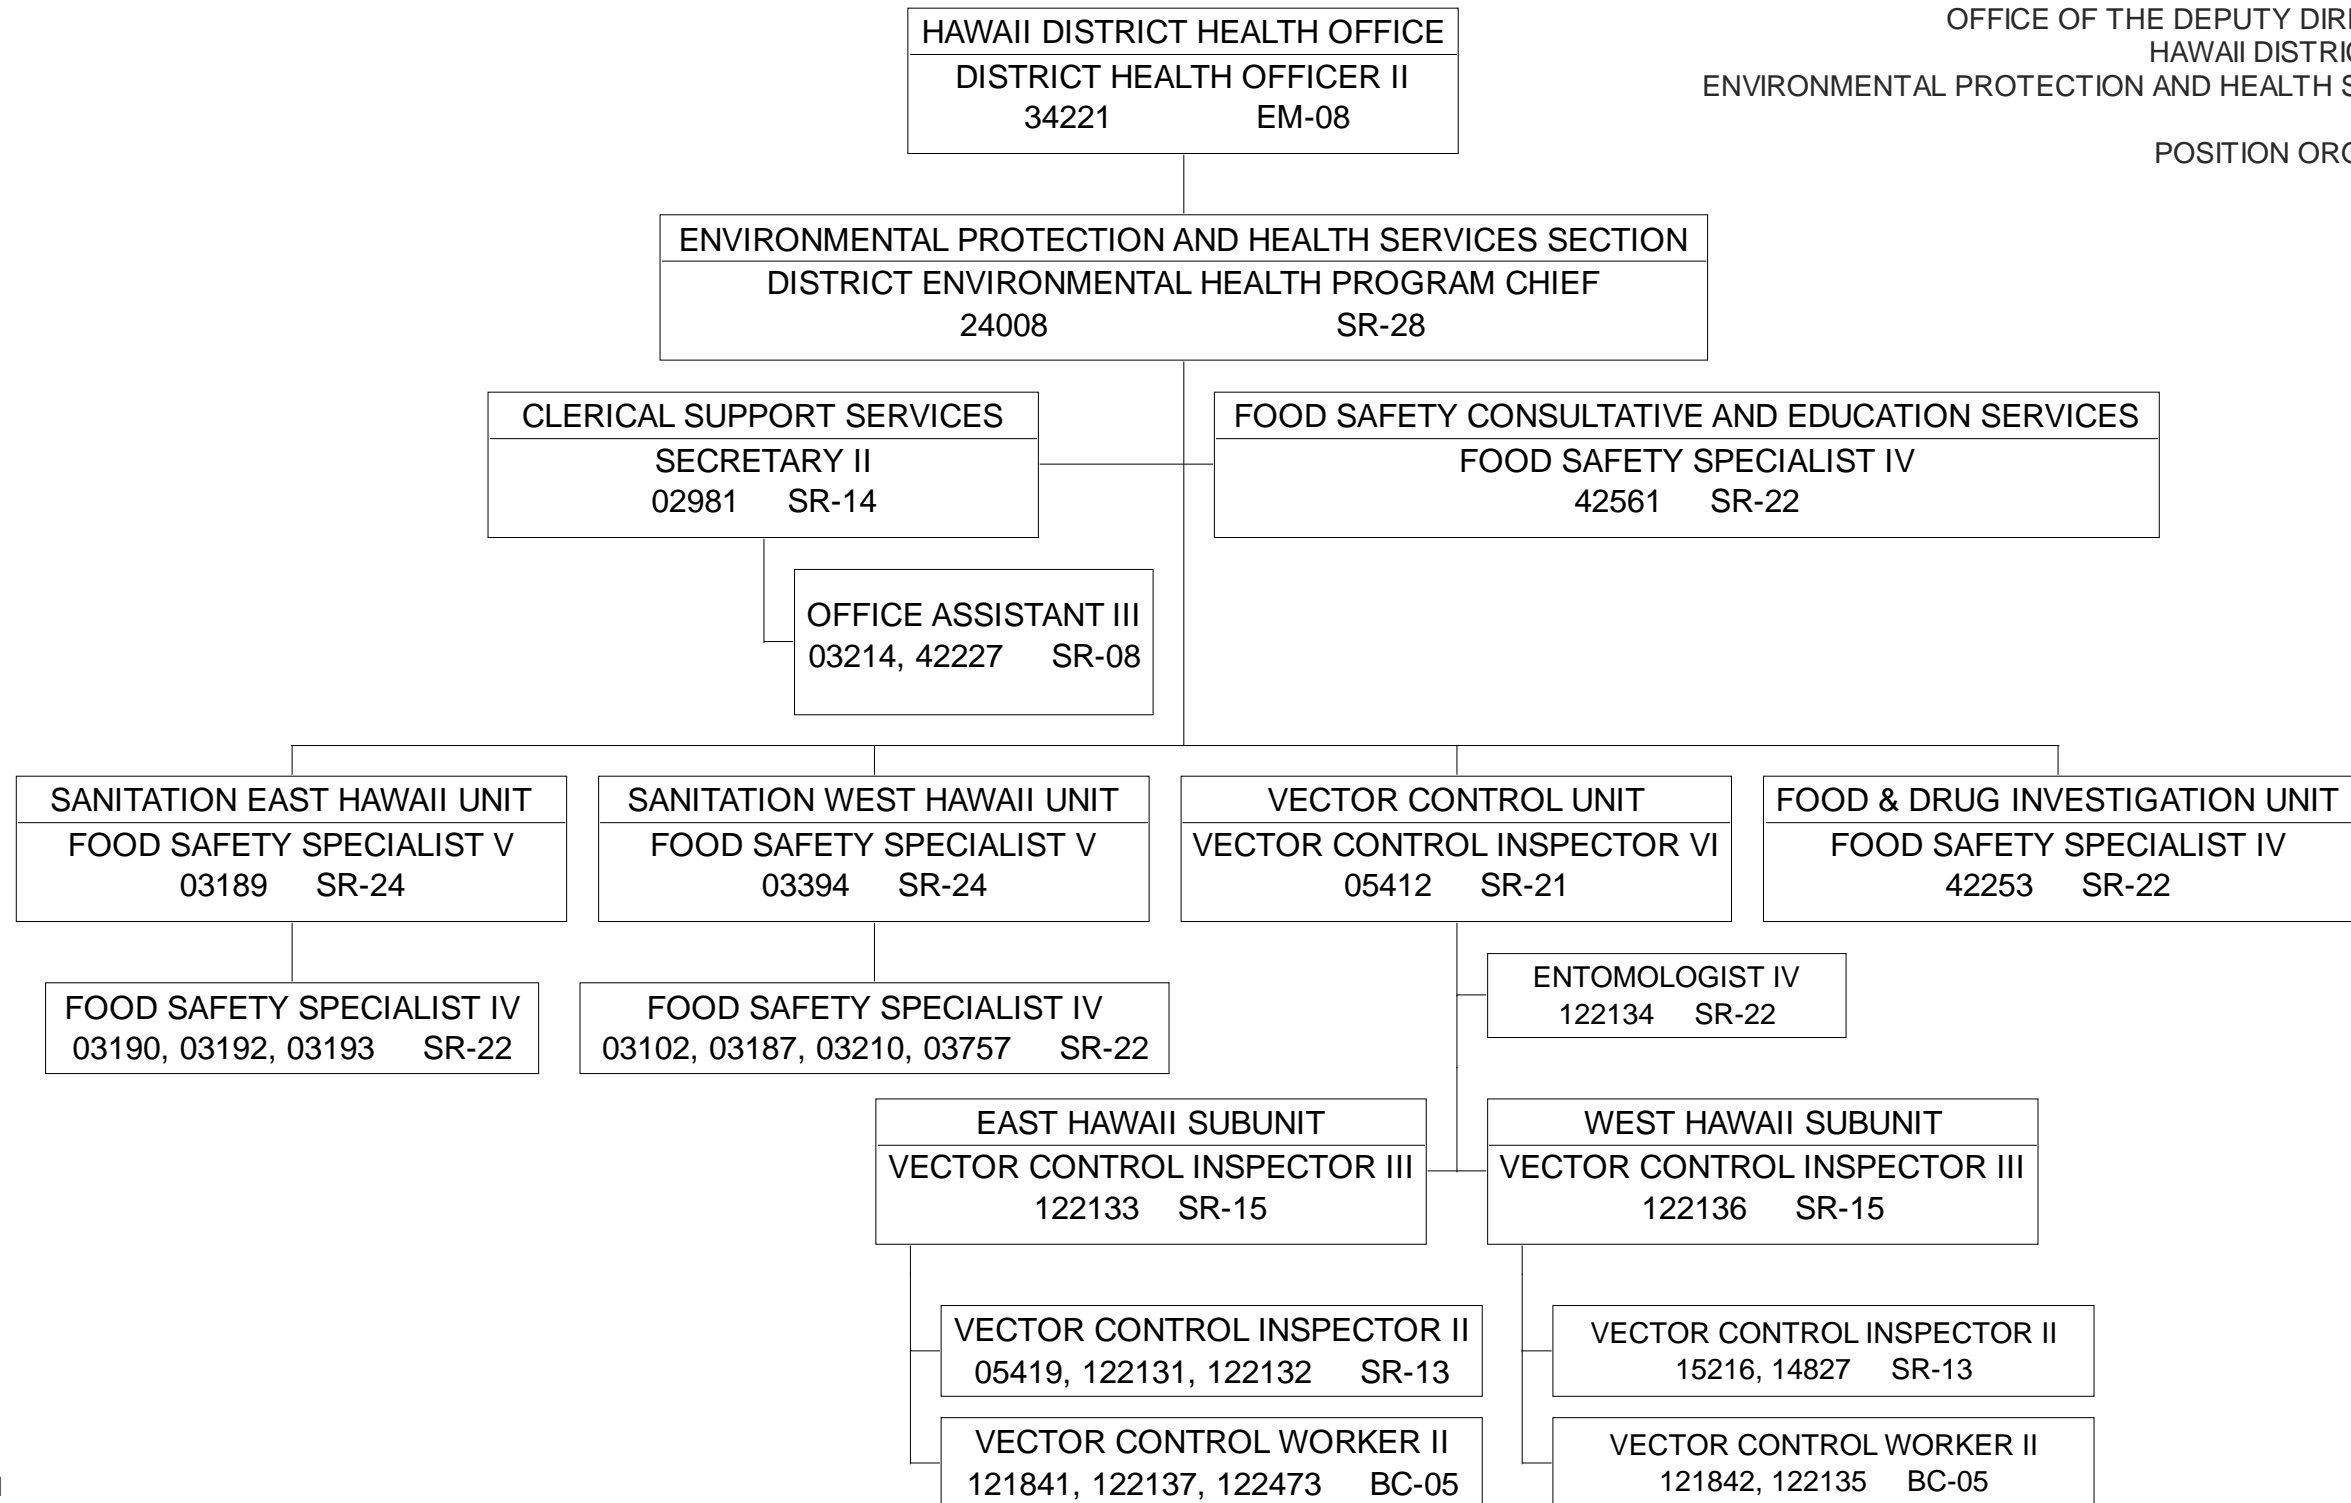 OFFICE OF THE DEPUTY
HAWAII
ENVIRONMENTAL PROTECTION AND HEALTH
POSITION
HAWAII DISTRICT HEALTH OFFICE
DISTRICT HEALTH OFFICER II
34221 EM-08
ENVIRONMENTAL PROTECTION AND HEALTH SERVICES SECTION
DISTRICT ENVIRONMENTAL HEALTH PROGRAM CHIEF
24008 SR-28
CLERICAL SUPPORT SERVICES
SECRETARY II
02981 SR-14
FOOD SAFETY CONSULTATIVE AND EDUCATION SERVICES
FOOD SAFETY SPECIALIST IV
42561 SR-22
OFFICE ASSISTANT III
03214, 42227 SR-08
SANITATION EAST HAWAII UNIT
FOOD SAFETY SPECIALIST V
03189 SR-24
SANITATION WEST HAWAII UNIT
FOOD SAFETY SPECIALIST V
03394 SR-24
VECTOR CONTROL UNIT
VECTOR CONTROL INSPECTOR VI
05412 SR-21
FOOD & DRUG INVESTIGATION UNIT
FOOD SAFETY SPECIALIST IV
42253 SR-22
FOOD SAFETY SPECIALIST IV
03190, 03192, 03193 SR-22
FOOD SAFETY SPECIALIST IV
03102, 03187, 03210, 03757 SR-22
ENTOMOLOGIST IV
122134 SR-22
EAST HAWAII SUBUNIT
VECTOR CONTROL INSPECTOR III
122133 SR-15
WEST HAWAII SUBUNIT
VECTOR CONTROL INSPECTOR III
122136 SR-15
VECTOR CONTROL INSPECTOR II
05419, 122131, 122132 SR-13
VECTOR CONTROL WORKER II
121841, 122137, 122473 BC-05
VECTOR CONTROL INSPECTOR II
15216, 14827 SR-13
VECTOR CONTROL WORKER II
121842, 122135 BC-05